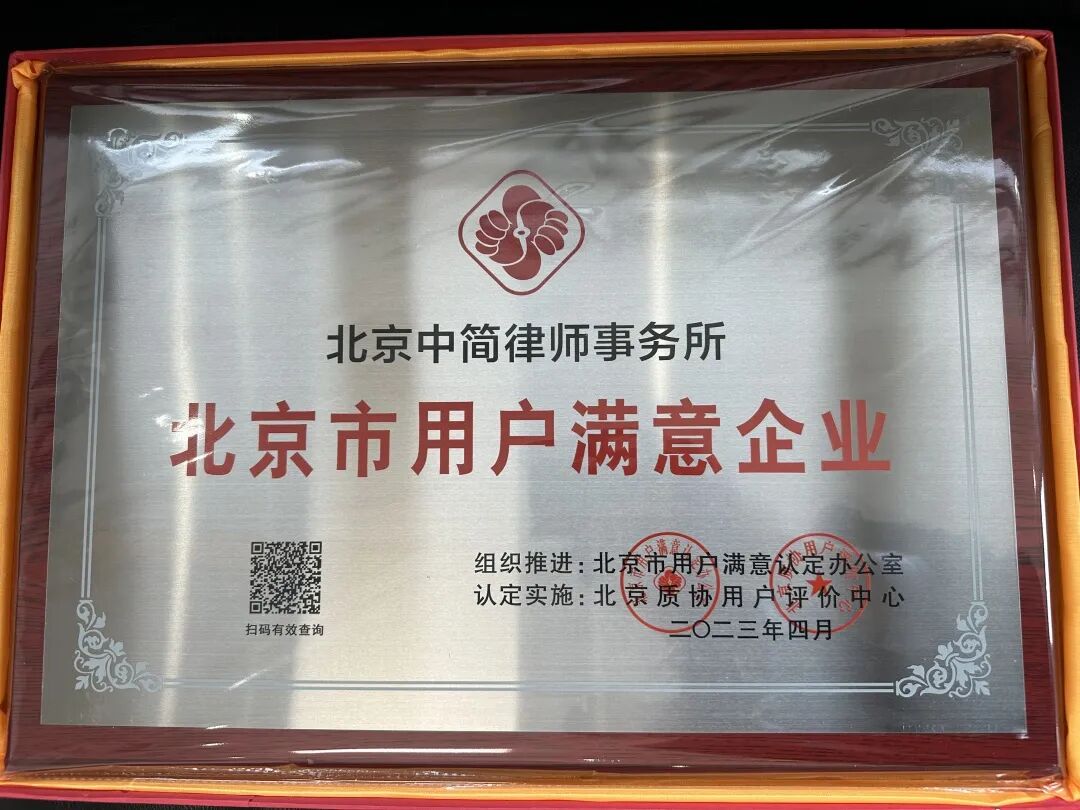 北京中简律师事务所
北京市用户满意企业
组织推进：北京市用户满意认定办公室
认定实施：北京质协用户评价中心
二〇二三年四月
扫码有效查询